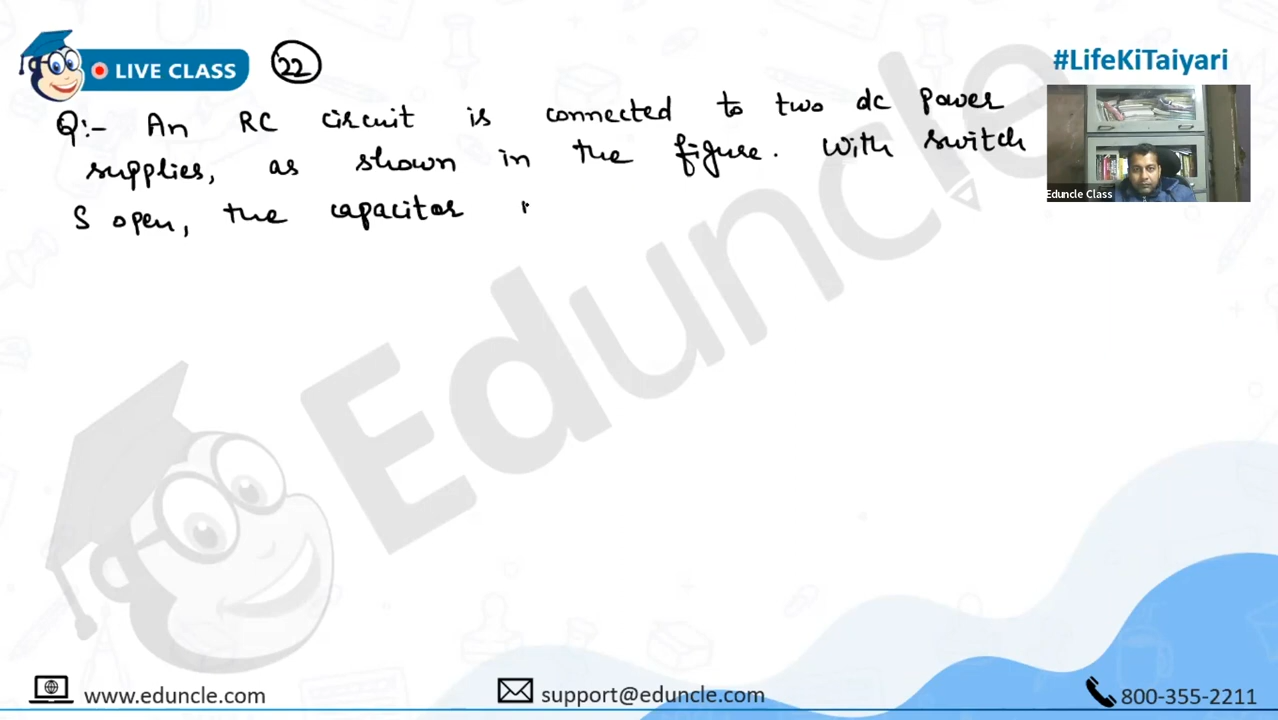 LIVE CLASS
22
#LifeKiTaiyari
Q:- An RC circuit is connected to two dc power
supplies, as shown in the figure. With switch
S open, the capacitor
Eduncle Class
Eduncle
www.eduncle.com
support@eduncle.com
800-355-2211